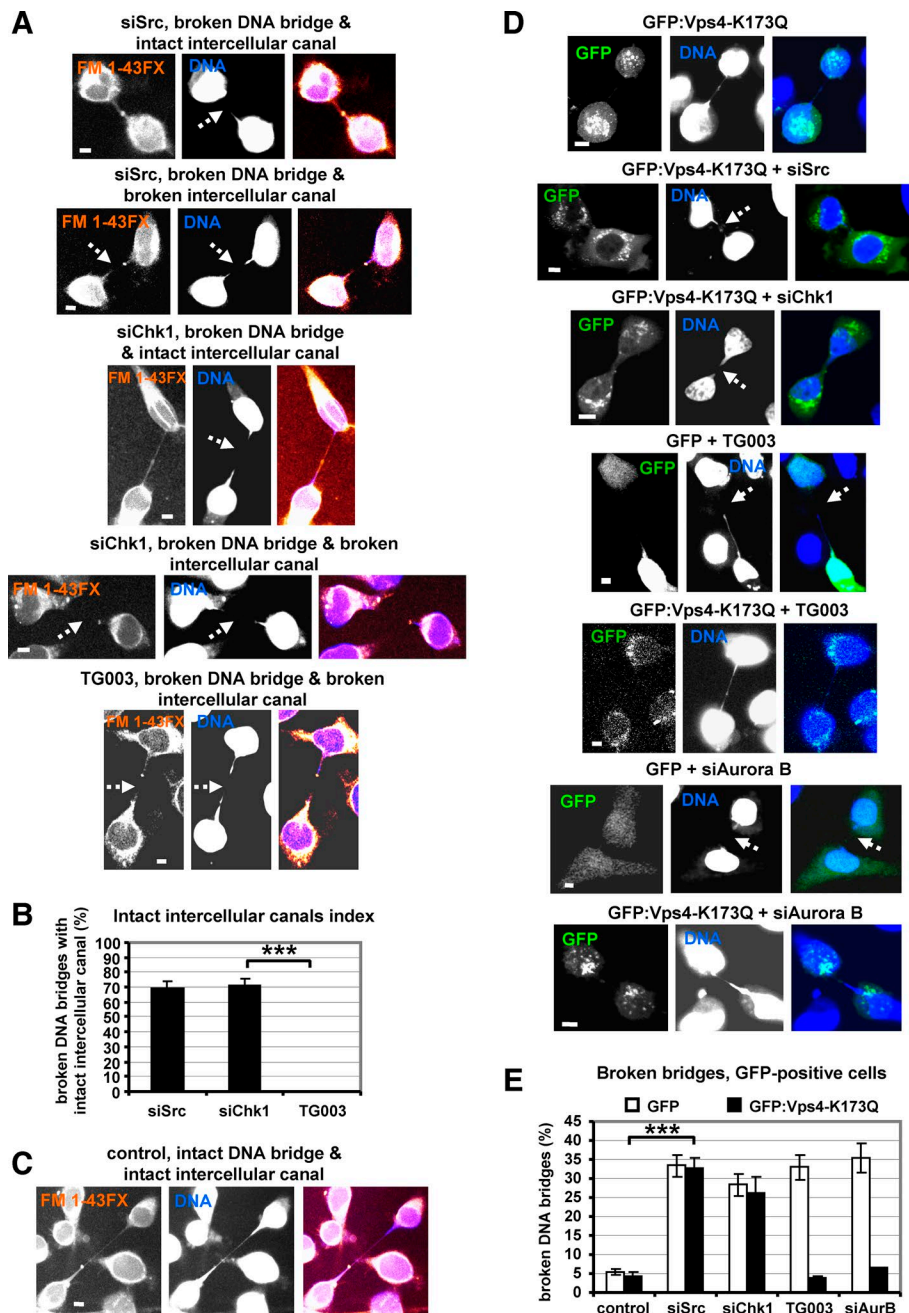 A
siSrc, broken DNA bridge &
intact intercellular canal
FM 1-43FX
DNA
siSrc, broken DNA bridge &
broken intercellular canal
FM 1-43FX
DNA
siChk1, broken DNA bridge
& intact intercellular canal
FM 1-43FX
DNA
siChk1, broken DNA bridge & broken
intercellular canal
FM 1-43FX
DNA
TG003, broken DNA bridge & broken
intercellular canal
FM 1-43FX
DNA
B
Intact intercellular canals index
broken DNA bridges with
intact intercellular canal (%)
100
90
80
70
60
50
40
30
20
10
0
***
siSrc siChk1 TG003
C
control, intact DNA bridge &
intact intercellular canal
FM 1-43FX
DNA
D
GFP:Vps4-K173Q
GFP
DNA
GFP:Vps4-K173Q + siSrc
GFP
DNA
GFP:Vps4-K173Q + siChk1
GFP
DNA
GFP + TG003
GFP
DNA
GFP:Vps4-K173Q + TG003
GFP
DNA
GFP + siAurora B
GFP
DNA
GFP:Vps4-K173Q + siAurora B
GFP
DNA
E
Broken bridges, GFP-positive cells
GFP GFP:Vps4-K173Q
broken DNA bridges (%)
45
40
35
30
25
20
15
10
5
0
***
control siSrc siChk1 TG003 siAurB